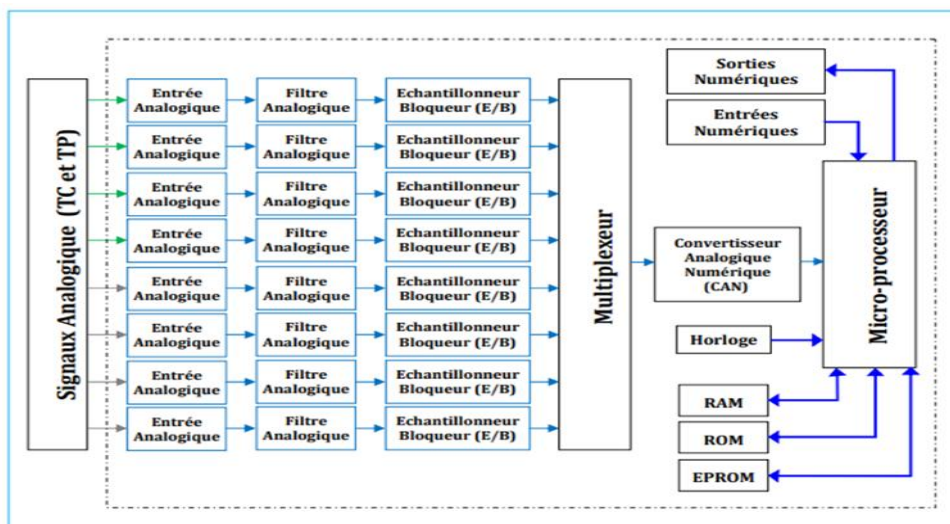 Signaux Analogique (TC et TP)
Entrée
Analogique
Filtre
Analogique
Echantillonneur
Bloqueur (E/B)
Entrée
Analogique
Filtre
Analogique
Echantillonneur
Bloqueur (E/B)
Entrée
Analogique
Filtre
Analogique
Echantillonneur
Bloqueur (E/B)
Entrée
Analogique
Filtre
Analogique
Echantillonneur
Bloqueur (E/B)
Entrée
Analogique
Filtre
Analogique
Echantillonneur
Bloqueur (E/B)
Entrée
Analogique
Filtre
Analogique
Echantillonneur
Bloqueur (E/B)
Entrée
Analogique
Filtre
Analogique
Echantillonneur
Bloqueur (E/B)
Entrée
Analogique
Filtre
Analogique
Echantillonneur
Bloqueur (E/B)
Multiplexeur
Sorties
Numériques
Entrées
Numériques
Convertisseur
Analogique
Numérique
(CAN)
Horloge
RAM
ROM
EPROM
Micro-processeur